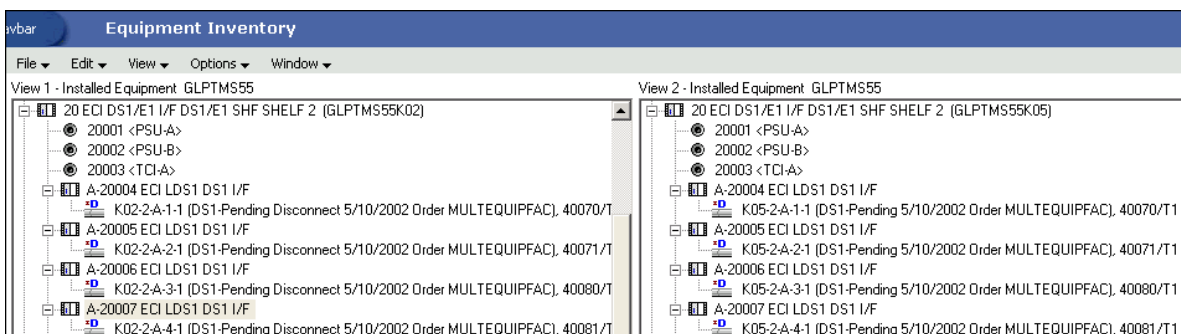 avbar Equipment Inventory
File Edit View Options Window
View 1 - Installed Equipment GLPTMS55
20 ECI DS1/E1 I/F DS1/E1 SHF SHELF 2 (GLPTMS55K02)
20001 <PSU-A>
20002 <PSU-B>
20003 <TCI-A>
A-20004 ECI LDS1 DS1 I/F
K02-2-A-1-1 (DS1-Pending Disconnect 5/10/2002 Order MULTEQUIPFAC), 40070/T
A-20005 ECI LDS1 DS1 I/F
K02-2-A-2-1 (DS1-Pending Disconnect 5/10/2002 Order MULTEQUIPFAC), 40071/T
A-20006 ECI LDS1 DS1 I/F
K02-2-A-3-1 (DS1-Pending Disconnect 5/10/2002 Order MULTEQUIPFAC), 40080/T
A-20007 ECI LDS1 DS1 I/F
K02-2-A-4-1 (DS1-Pending Disconnect 5/10/2002 Order MULTEQUIPFAC), 40081/T
View 2 - Installed Equipment GLPTMS55
20 ECI DS1/E1 I/F DS1/E1 SHF SHELF 2 (GLPTMS55K05)
20001 <PSU-A>
20002 <PSU-B>
20003 <TCI-A>
A-20004 ECI LDS1 DS1 I/F
K05-2-A-1-1 (DS1-Pending 5/10/2002 Order MULTEQUIPFAC), 40070/T1
A-20005 ECI LDS1 DS1 I/F
K05-2-A-2-1 (DS1-Pending 5/10/2002 Order MULTEQUIPFAC), 40071/T1
A-20006 ECI LDS1 DS1 I/F
K05-2-A-3-1 (DS1-Pending 5/10/2002 Order MULTEQUIPFAC), 40080/T1
A-20007 ECI LDS1 DS1 I/F
K05-2-A-4-1 (DS1-Pending 5/10/2002 Order MULTEQUIPFAC), 40081/T1